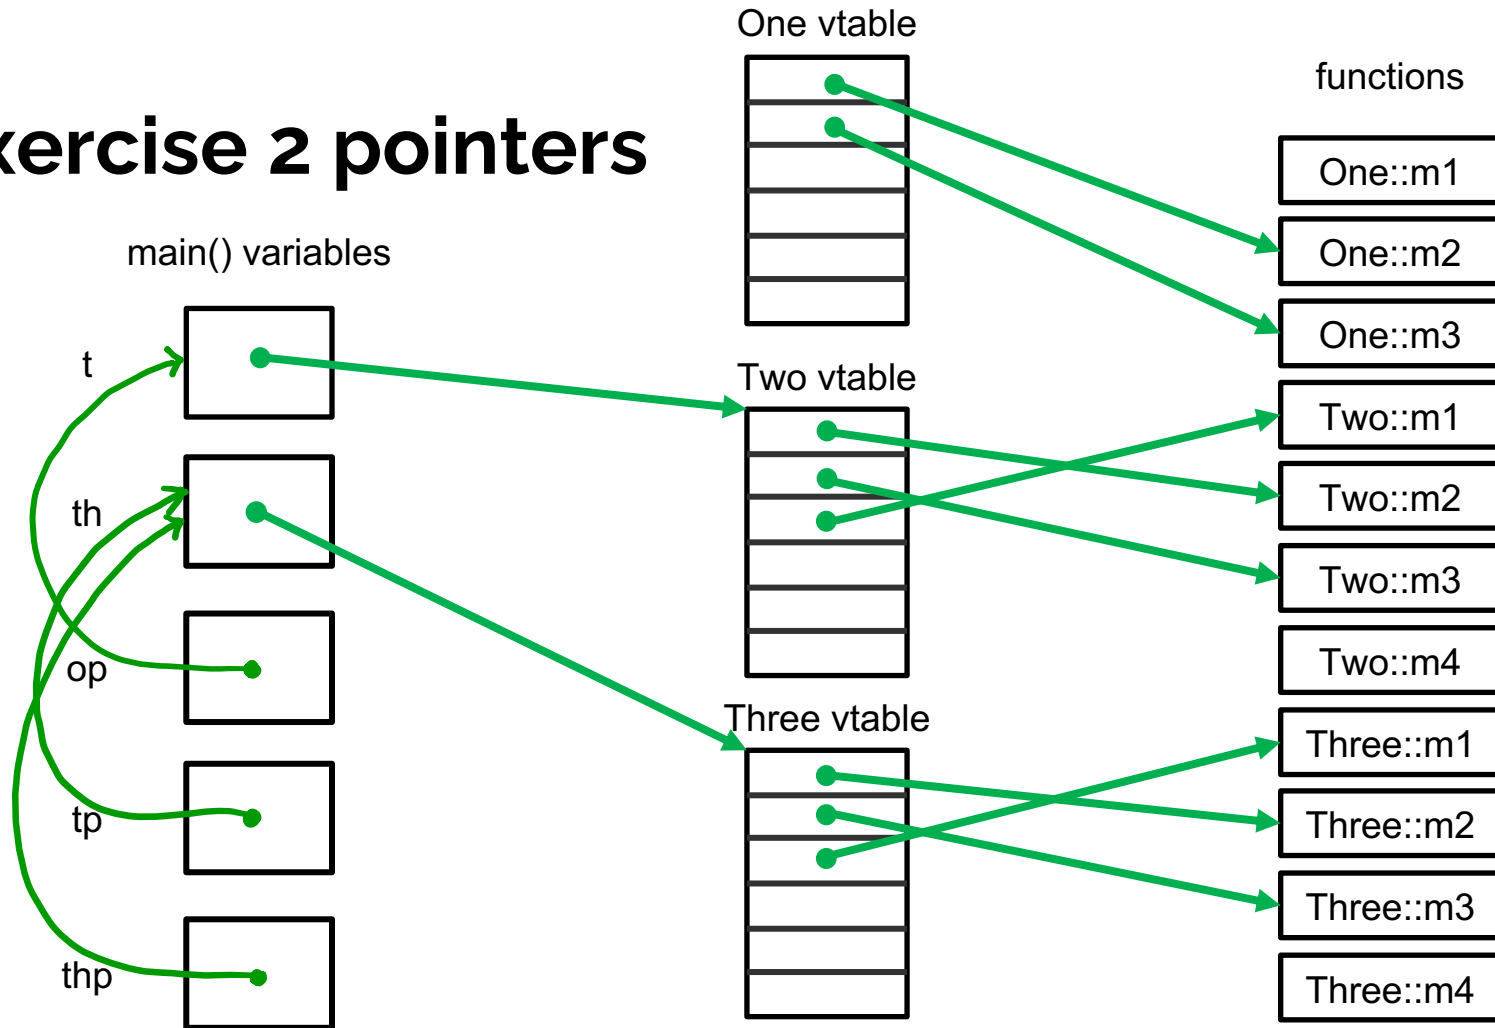 xercise 2 pointers
main() variables
t
th
op
tp
thp
One vtable
Two vtable
Three vtable
functions
One::m1
One::m2
One::m3
Two::m1
Two::m2
Two::m3
Two::m4
Three::m1
Three::m2
Three::m3
Three::m4